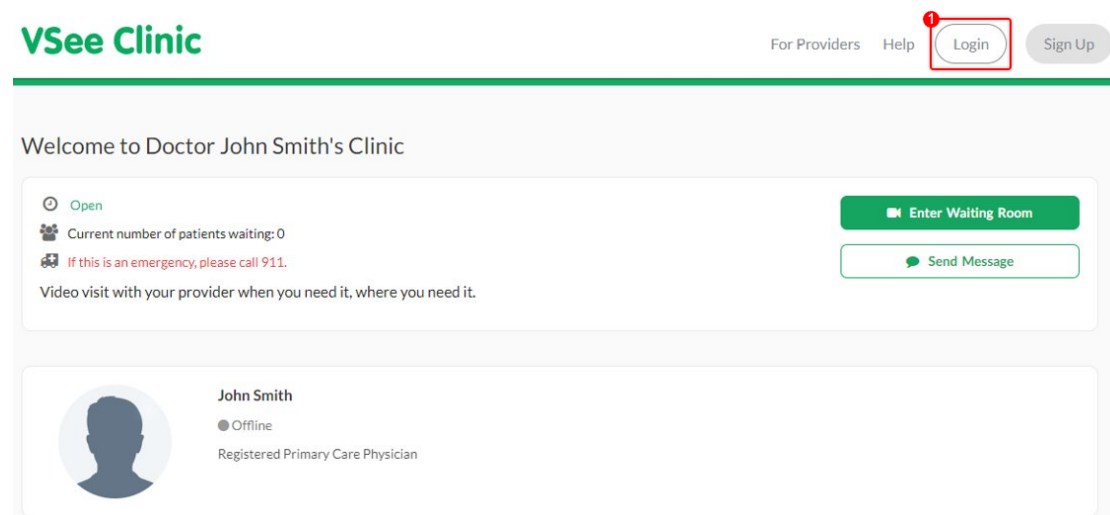 VSee Clinic
For Providers Help 1 Login Sign Up
Welcome to Doctor John Smith's Clinic
Open
Enter Waiting Room
Current number of patients waiting: 0
If this is an emergency, please call 911.
Send Message
Video visit with your provider when you need it, where you need it.
John Smith
Offline
Registered Primary Care Physician